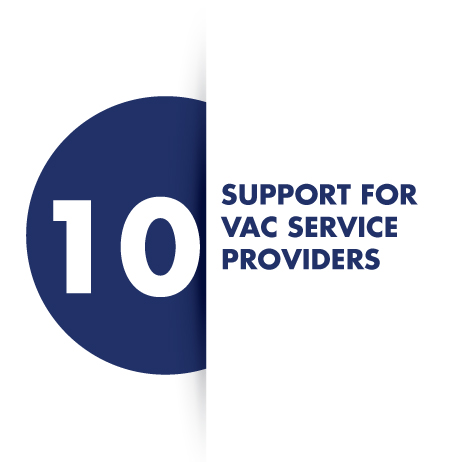 10
SUPPORT FOR
VAC SERVICE
PROVIDERS